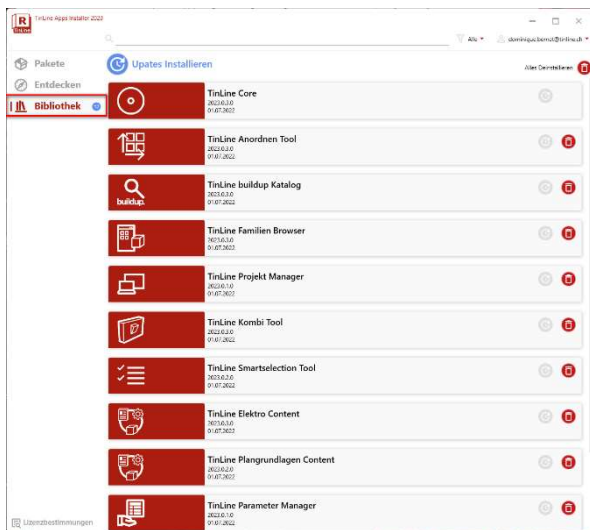 TinLine Apps Installor 2023
R
TinLine
Alle
dominique.bernet@tinline.ch
Pakete
Upates Installieren
Alles Deinstallieren
Entdecken
Bibliothek
TinLine Core
2023.0.3.0
01.07.2022
TinLine Anordnen Tool
2023.0.3.0
01.07.2022
buildup.
TinLine buildup Katalog
2023.0.3.0
01.07.2022
TinLine Familien Browser
2023.0.3.0
01.07.2022
TinLine Projekt Manager
2023.0.1.0
01.07.2022
TinLine Kombi Tool
2023.0.3.0
01.07.2022
TinLine Smartselection Tool
2023.0.2.0
01.07.2022
TinLine Elektro Content
2023.0.3.0
01.07.2022
TinLine Plangrundlagen Content
2023.0.2.0
01.07.2022
TinLine Parameter Manager
2023.0.1.0
01.07.2022
Lizenzbestimmungen